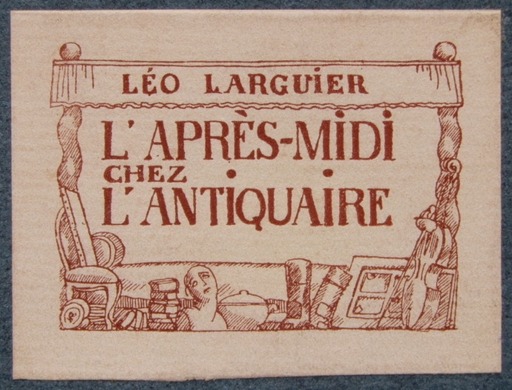 LÉO LARGUIER
L'APRÈS-MiDi
CHEZ
L'ANTiQUAiRE